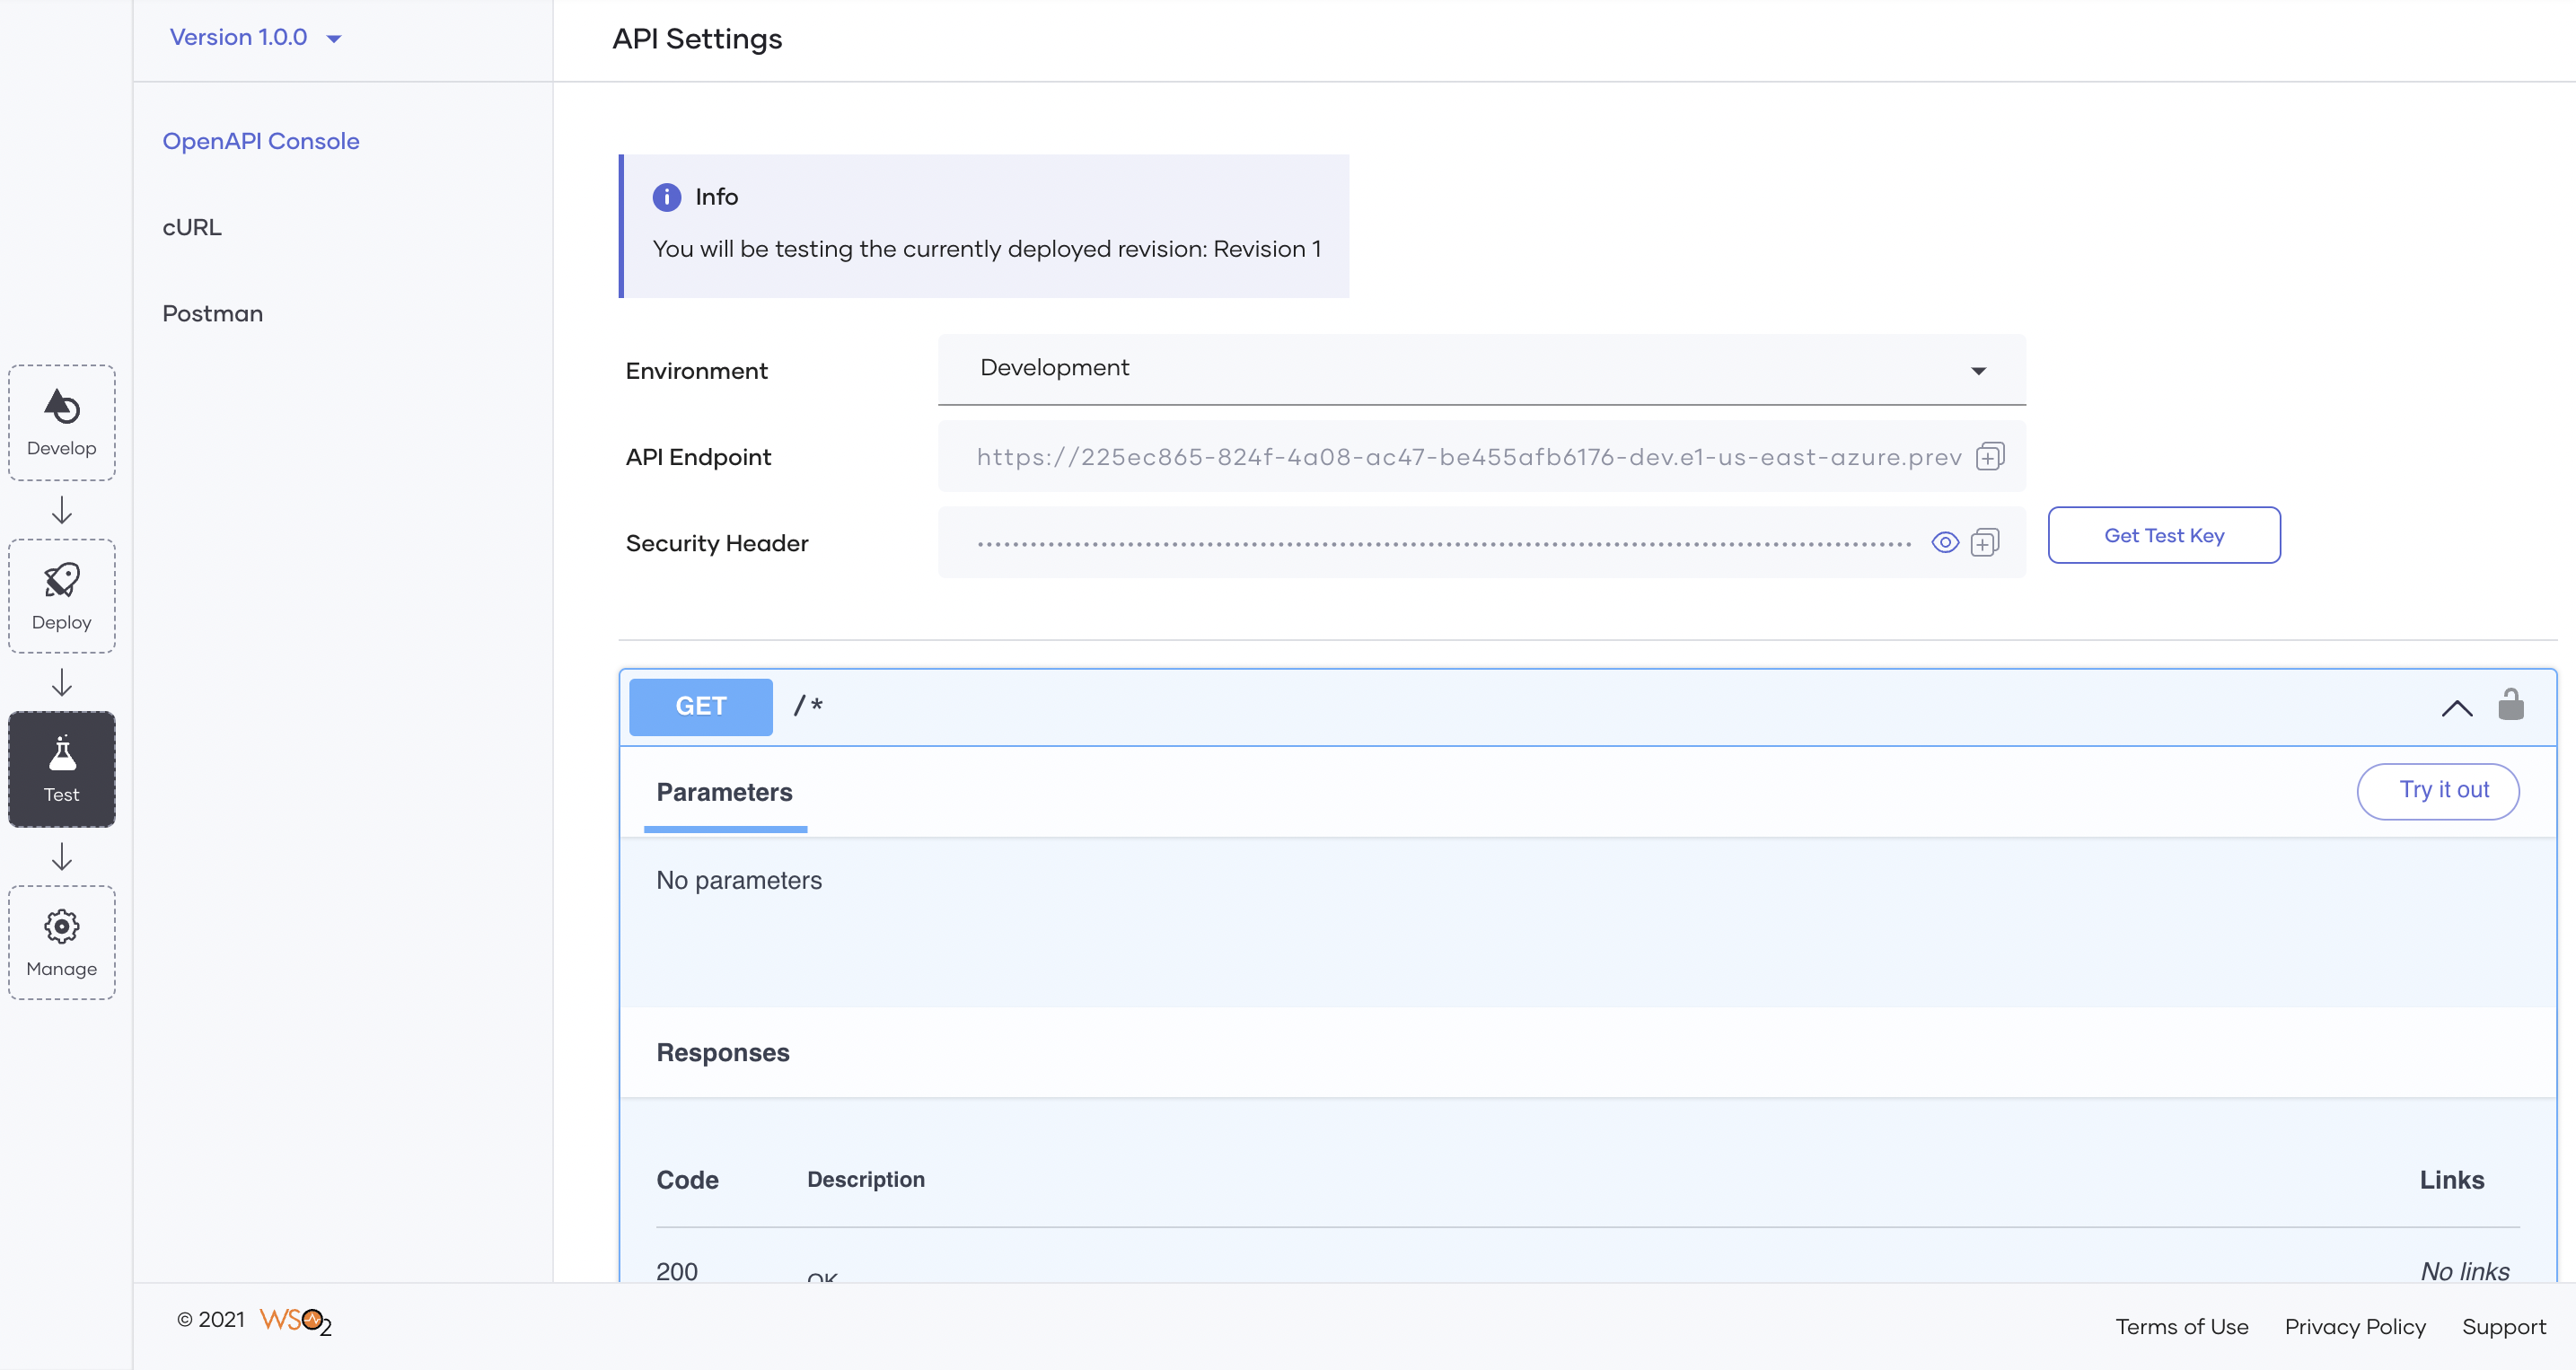 Version 1.0.0
API Settings
OpenAPI Console
cURL
Postman
Develop
Deploy
Test
Manage
Info
You will be testing the currently deployed revision: Revision 1
Environment
Development
API Endpoint
https://225ec865-824f-4a08-ac47-be455afb6176-dev.e1-us-east-azure.prev
Security Header
Get Test Key
GET /*
Parameters
Try it out
No parameters
Responses
Code Description Links
200 OK No links
© 2021 WSO2
Terms of Use Privacy Policy Support